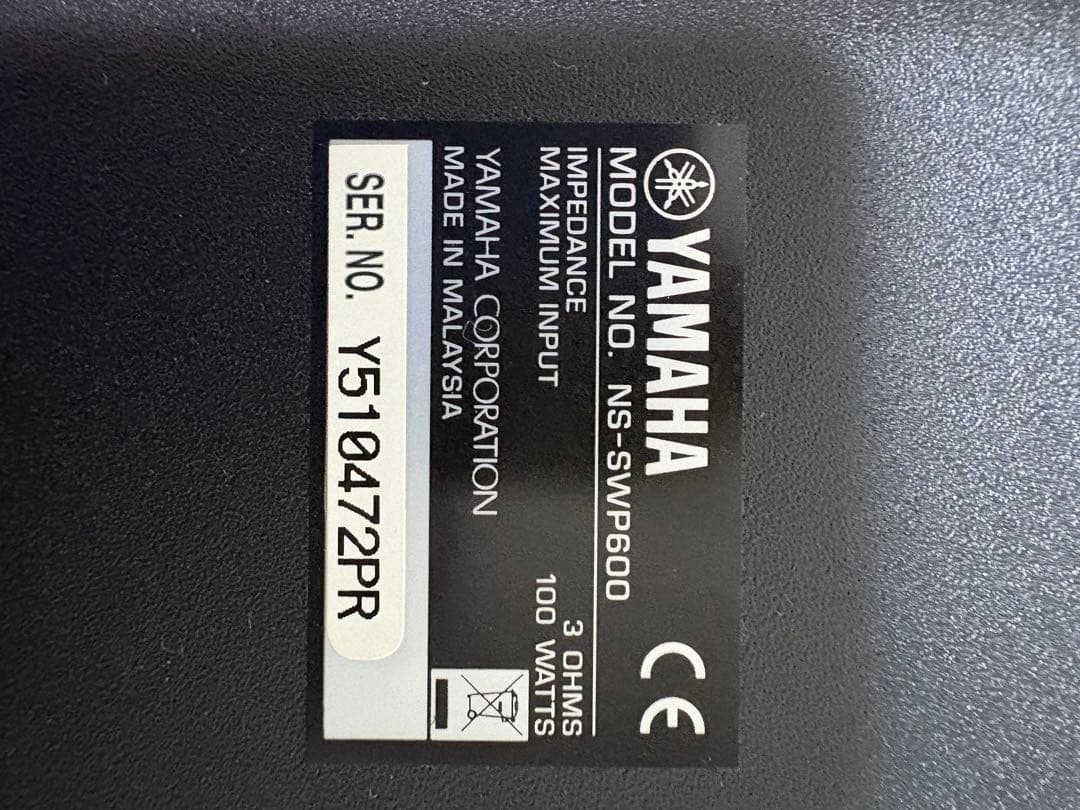 YAMAHA CE
MODEL NO. NS-SWP600
IMPEDANCE 3 OHMS
MAXIMUM INPUT 100 WATTS
YAMAHA CORPORATION
MADE IN MALAYSIA
SER. NO. Y510472PR